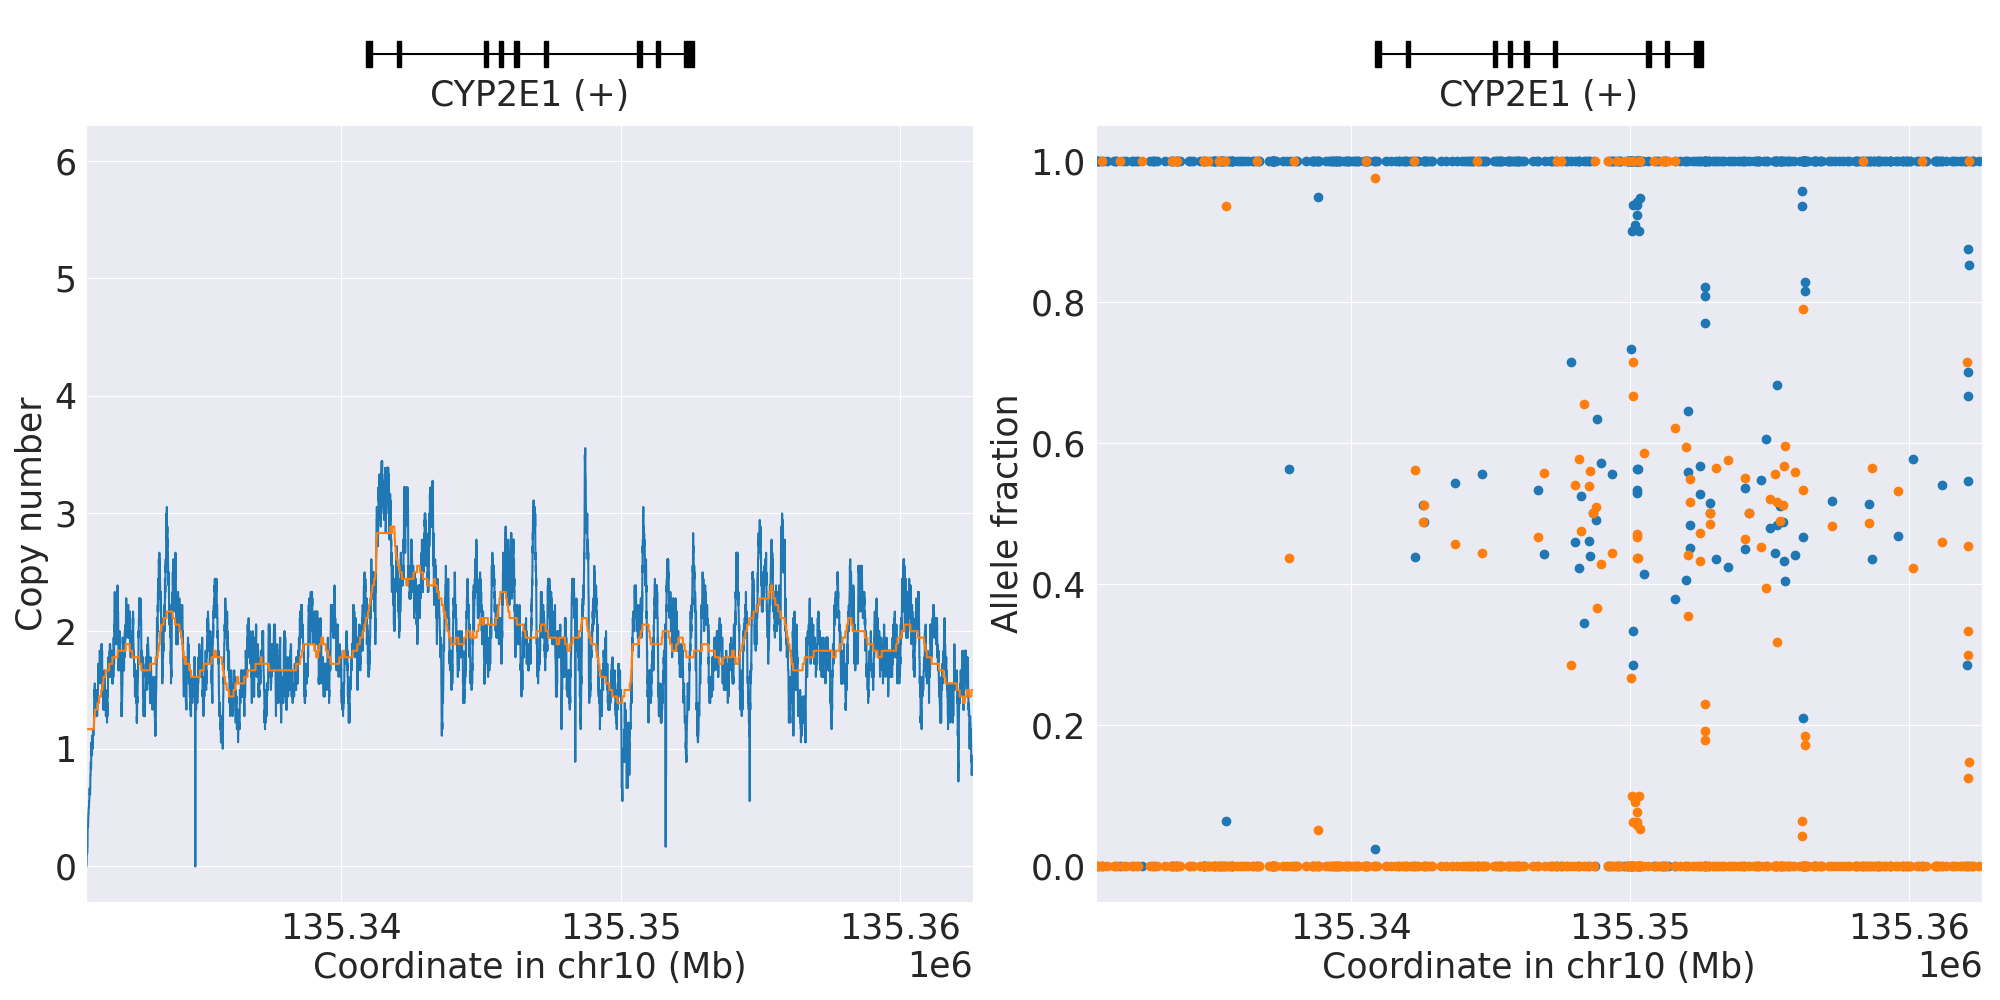 CYP2E1 (+)
6
5
4
3
2
1
0
Copy number
135.34 135.35 135.36
Coordinate in chr10 (Mb)
1e6
CYP2E1 (+)
1.0
0.8
0.6
0.4
0.2
0.0
Allele fraction
135.34 135.35 135.36
Coordinate in chr10 (Mb)
1e6